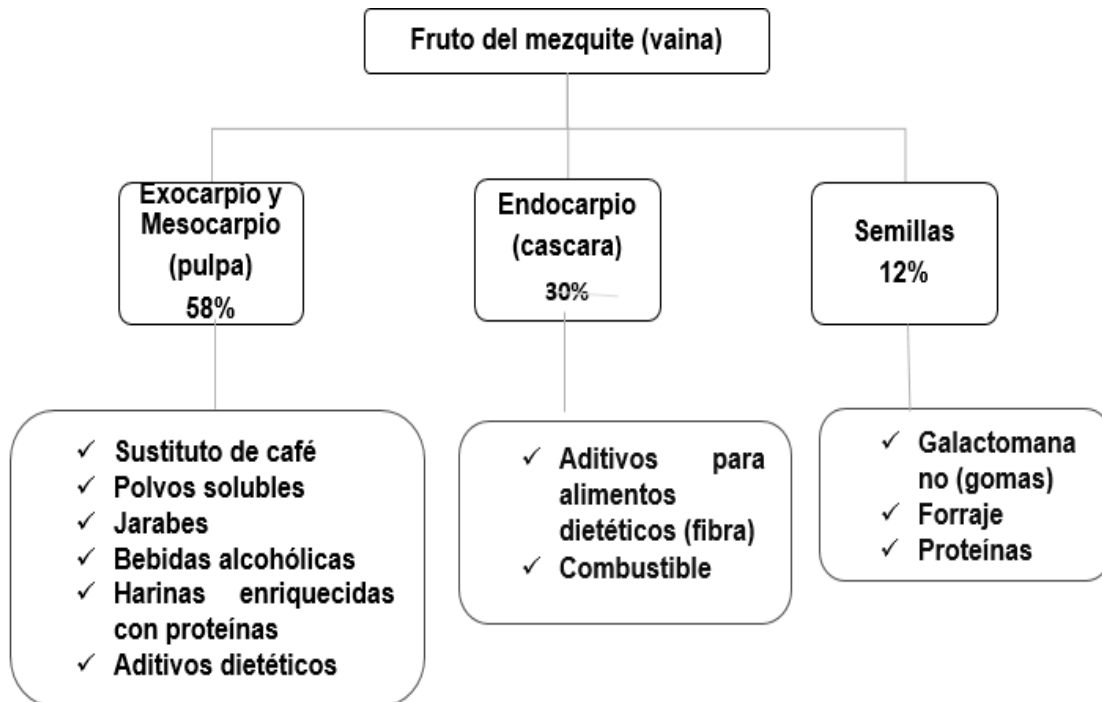 Fruto del mezquite (vaina)
Exocarpio y
Mesocarpio
(pulpa)
58%
Endocarpio
(cascara)
30%
Semillas
12%
✓ Sustituto de café
✓ Polvos solubles
✓ Jarabes
✓ Bebidas alcohólicas
✓ Harinas enriquecidas
con proteínas
✓ Aditivos dietéticos
✓ Aditivos para
alimentos
dietéticos (fibra)
✓ Combustible
✓ Galactomana
no (gomas)
✓ Forraje
✓ Proteínas